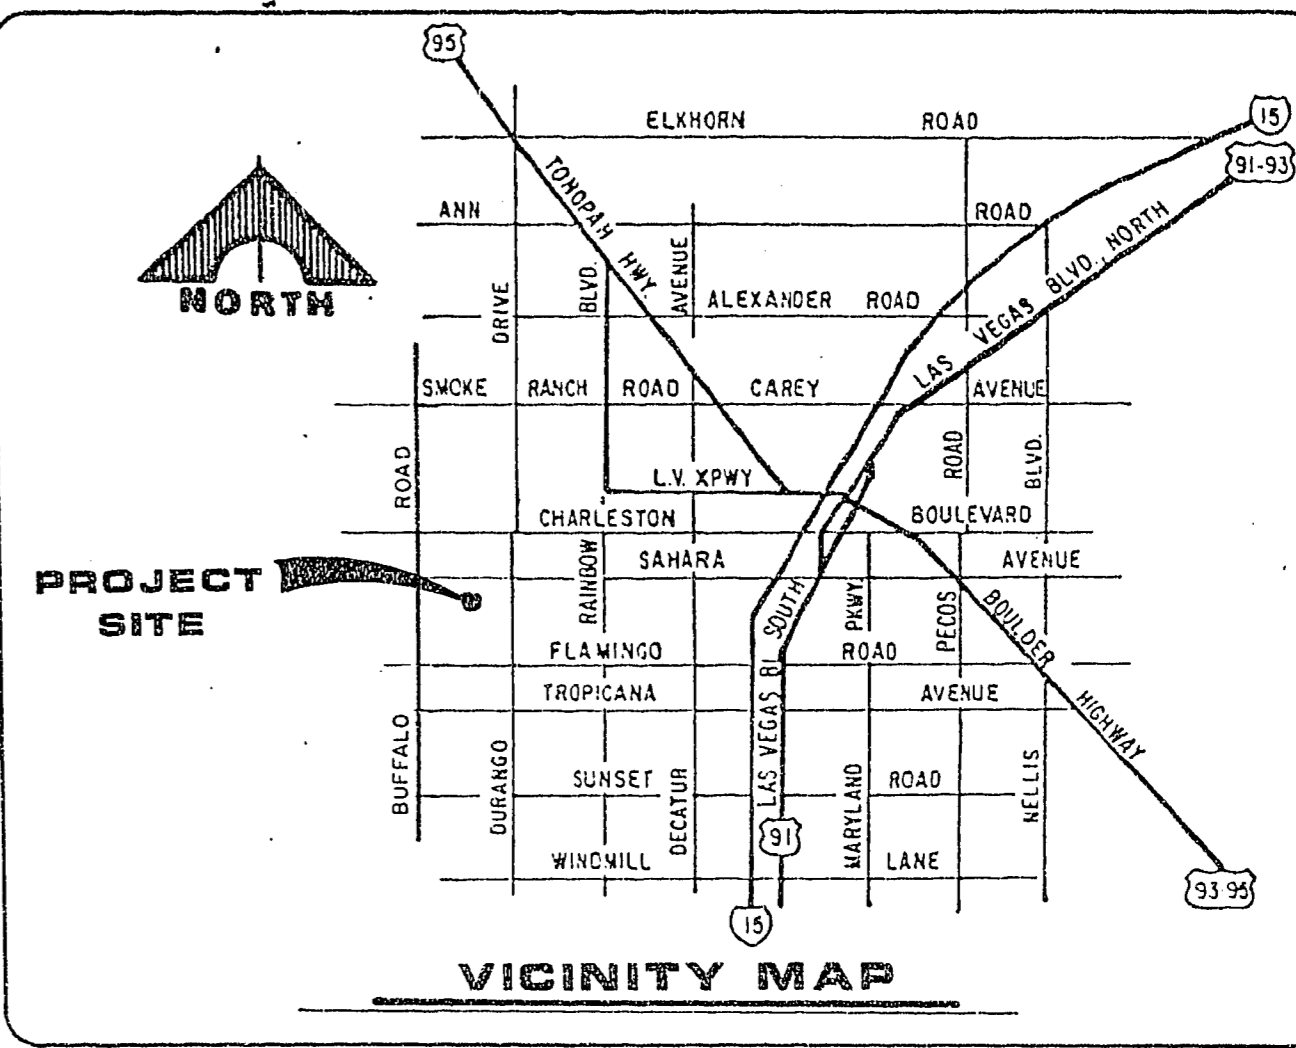 95
ELKHORN ROAD
15
91-93
TONOPAH HWY.
ANN ROAD
LAS VEGAS BLVD. NORTH
NORTH
DRIVE
BLVD.
AVENUE
ALEXANDER ROAD
SMOKE RANCH ROAD CAREY AVENUE
ROAD
ROAD
BLVD.
L.V. XPWY
CHARLESTON BOULEVARD
SAHARA AVENUE
PROJECT
SITE
RAINBOW
SOUTH
PKWY.
PECOS
BOULDER HIGHWAY
FLAMINGO ROAD
TROPICANA AVENUE
LAS VEGAS BL
BUFFALO
DURANGO
SUNSET ROAD
DECATUR
MARYLAND
NELLIS
91
WINDMILL LANE
93-95
15
VICINITY MAP